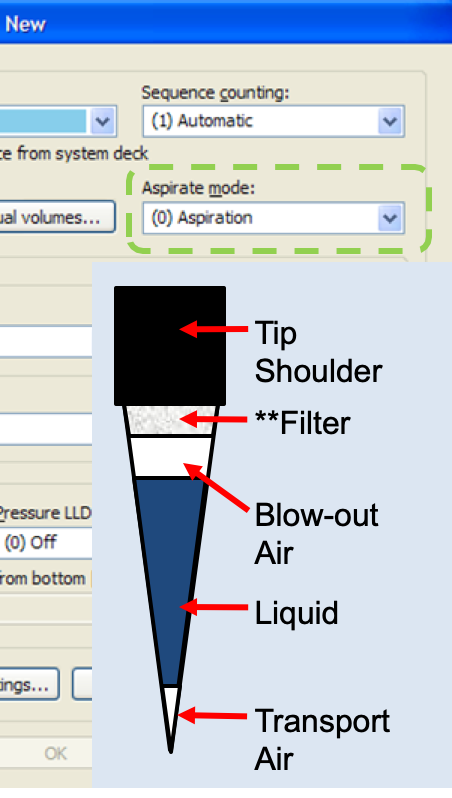 New
Sequence counting:
(1) Automatic
ce from system deck
Aspirate mode:
(0) Aspiration
ual volumes...
Tip
Shoulder
**Filter
Blow-out
Air
Pressure LLD
(0) Off
from bottom
Liquid
ings...
Transport
Air
OK